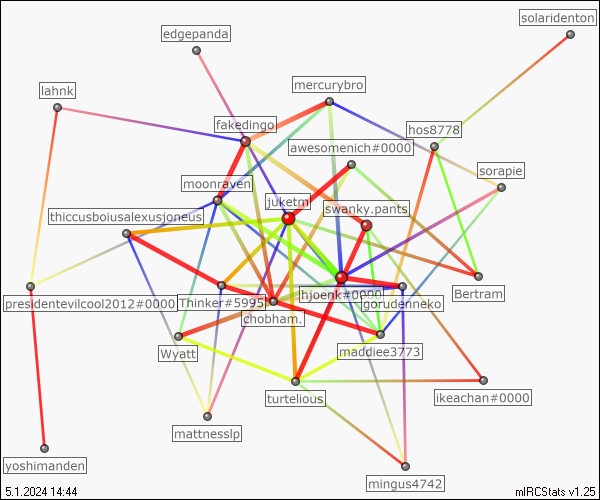 solaridenton
edgepanda
mercurybro
lahnk
fakedingo
hos8778
awesomenich#0000
sorapie
moonraven
juketm
swanky.pants
thiccusboiusalexusjoneus
presidentevilcool2012#0000
Thinker#5995
hjoenk#0000
gorudenneko
Bertram
chobham.
Wyatt
maddiee3773
turtelious
ikeachan#0000
mattnesslp
yoshimanden
mingus4742
5.1.2024 14:44
mIRCStats v1.25